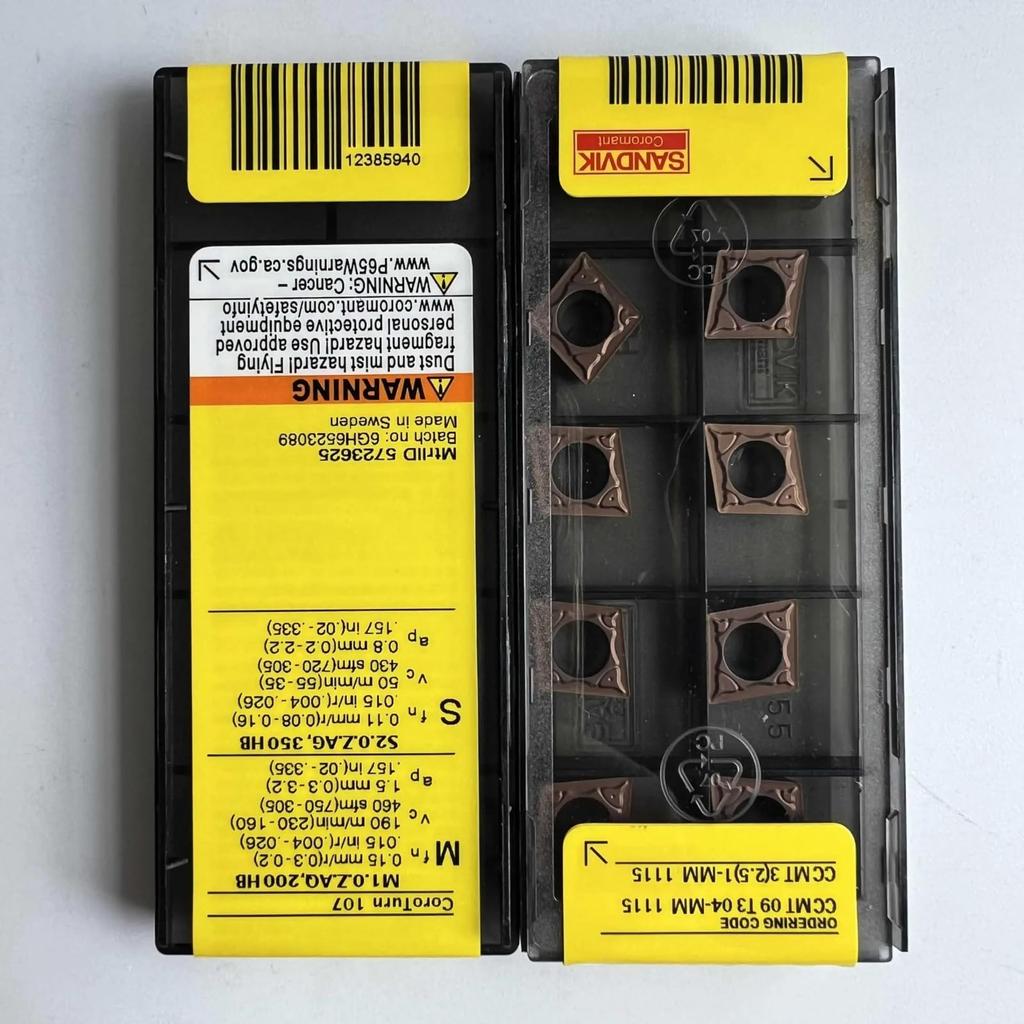 ORDERING CODE
CCMT 09 T3 04-MM 1115
CCMT 3(2.5)1-MM 1115
SANDVIK
Coromant
CoroTurn 107
M1.0.Z.AQ,200 HB
M fn 0.15 mm/r(0.3-0.2)
.015 in/r(.004-.026)
vc 190 m/min(230-160)
460 sfm(750-305)
ap 1.5 mm(0.3-3.2)
.157 in(.02-.335)
S2.0.Z.AG,350 HB
S fn 0.11 mm/r(0.08-0.16)
.015 in/r(.004-.026)
vc 50 m/min(55-35)
430 sfm(720-305)
ap 0.8 mm(0.2-2.2)
.157 in(.02-.335)
MtrlID 5723625
Batch no: 6GH6523089
Made in Sweden
⚠WARNING
Dust and mist hazard! Flying
fragment hazard! Use approved
personal protective equipment
www.coromant.com/safetyinfo
⚠WARNING: Cancer –
www.P65Warnings.ca.gov
12385940